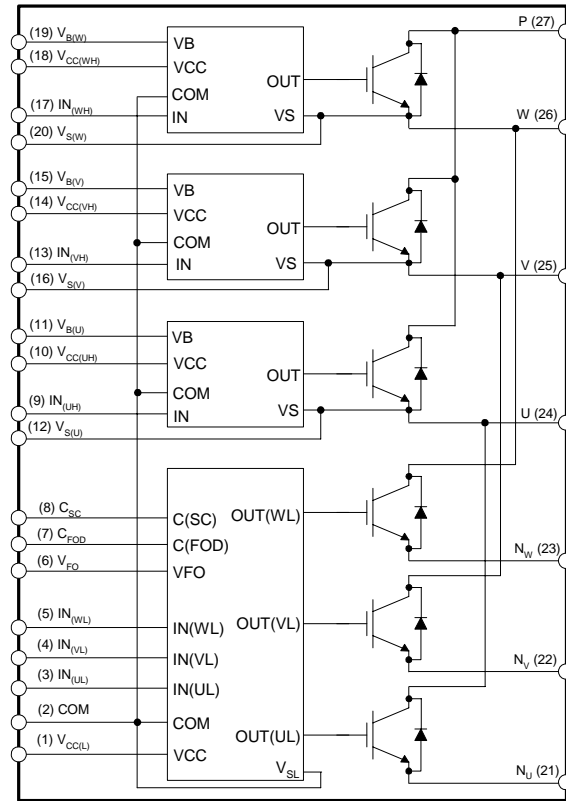 (19) VB(W)
(18) VCC(WH)
(17) IN(WH)
(20) VS(W)
VB
VCC
COM
IN
OUT
VS
P (27)
W (26)
(15) VB(V)
(14) VCC(VH)
(13) IN(VH)
(16) VS(V)
VB
VCC
COM
IN
OUT
VS
V (25)
(11) VB(U)
(10) VCC(UH)
(9) IN(UH)
(12) VS(U)
VB
VCC
COM
IN
OUT
VS
U (24)
(8) CSC
(7) CFOD
(6) VFO
(5) IN(WL)
(4) IN(VL)
(3) IN(UL)
(2) COM
(1) VCC(L)
C(SC)
C(FOD)
VFO
IN(WL)
IN(VL)
IN(UL)
COM
VCC
OUT(WL)
OUT(VL)
OUT(UL)
VSL
NW (23)
NV (22)
NU (21)